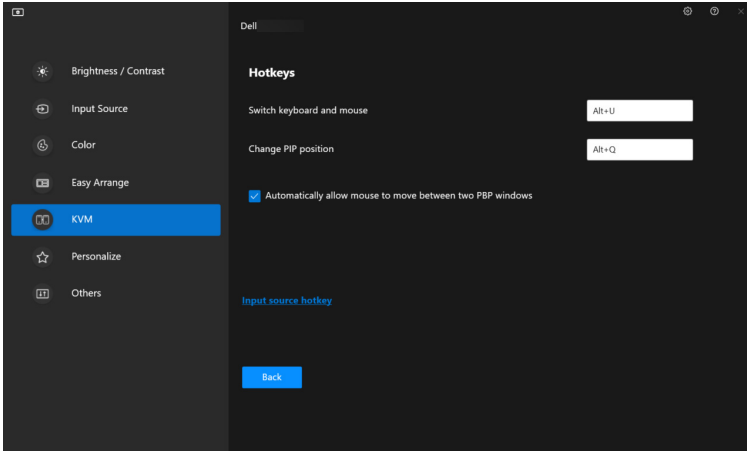 Dell
Brightness / Contrast
Input Source
Color
Easy Arrange
KVM
Personalize
Others
Hotkeys
Switch keyboard and mouse
Alt+U
Change PIP position
Alt+Q
Automatically allow mouse to move between two PBP windows
Input source hotkey
Back